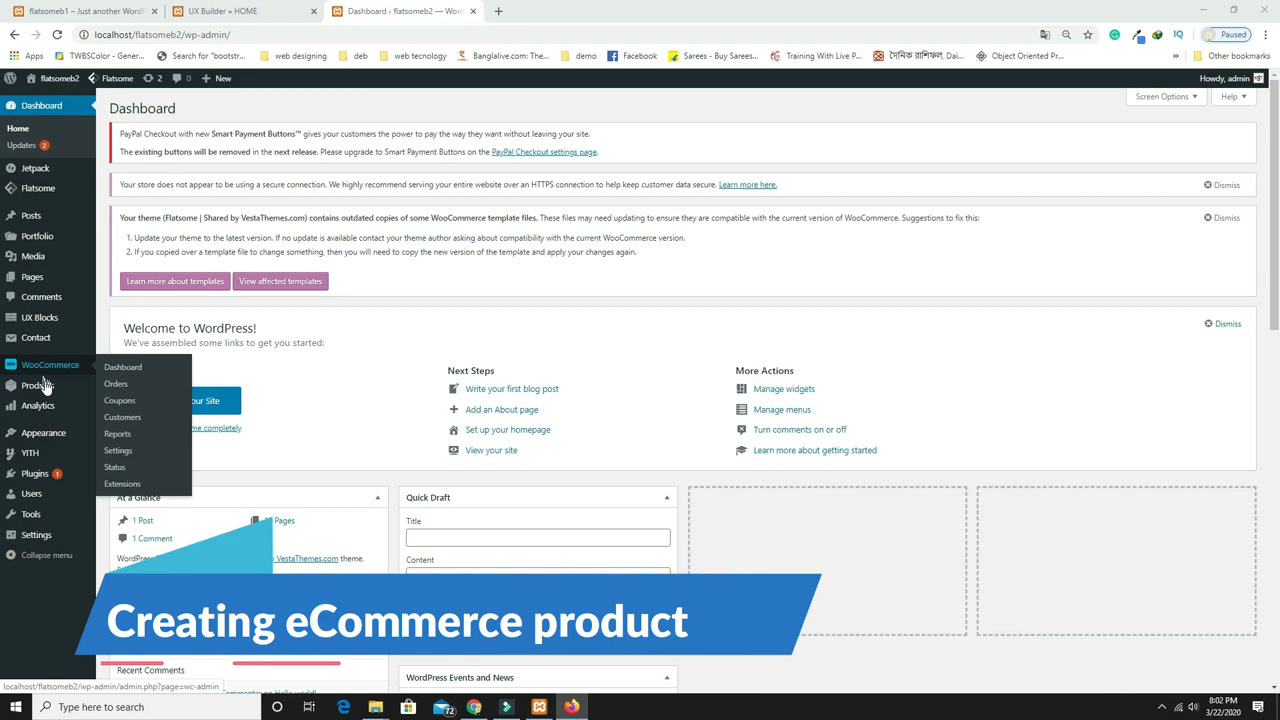 flatsome1 – Just another WordPr
UX Builder » HOME
Dashboard ‹ flatsomeb2 — Word
localhost/flatsomeb2/wp-admin/
Paused
Apps
TWBSColor - Gener...
Search for "bootstr...
web designing
deb
web tecnology
Banglalive.com...
demo
Facebook
Sarees – Buy Sarees...
Training With Live P...
দৈনিক রাশিফল, Dai...
Object Oriented Pr...
»
Other bookmarks
flatsomeb2
Flatsome
2
0
+ New
Howdy, admin
Dashboard
Screen Options
Help
Dashboard
Home
Updates 2
Jetpack
Flatsome
Posts
Portfolio
Media
Pages
Comments
UX Blocks
Contact
WooCommerce
Analytics
Appearance
YITH
Plugins 1
Users
Tools
Settings
Collapse menu
Dashboard
Orders
Coupons
Customers
Reports
Settings
Status
Extensions
PayPal Checkout with new Smart Payment Buttons™ gives your customers the power to pay the way they want without leaving your site.
The existing buttons will be removed in the next release. Please upgrade to Smart Payment Buttons on the PayPal Checkout settings page.
Your store does not appear to be using a secure connection. We highly recommend serving your entire website over an HTTPS connection to help keep customer data secure. Learn more here.
Dismiss
Your theme (Flatsome | Shared by VestaThemes.com) contains outdated copies of some WooCommerce template files. These files may need updating to ensure they are compatible with the current version of WooCommerce. Suggestions to fix this:
Dismiss
1. Update your theme to the latest version. If no update is available contact your theme author asking about compatibility with the current WooCommerce version.
2. If you copied over a template file to change something, then you will need to copy the new version of the template and apply your changes again.
Learn more about templates
View affected templates
Welcome to WordPress!
Dismiss
We've assembled some links to get you started:
our Site
me completely
Next Steps
Write your first blog post
Add an About page
Set up your homepage
View your site
More Actions
Manage widgets
Manage menus
Turn comments on or off
Learn more about getting started
At a Glance
1 Post
Pages
1 Comment
VestaThemes.com theme.
Quick Draft
Title
Content
Creating eCommerce product
Recent Comments
WordPress Events and News
localhost/flatsomeb2/wp-admin/admin.php?page=wc-admin
Type here to search
72
8:02 PM
3/22/2020